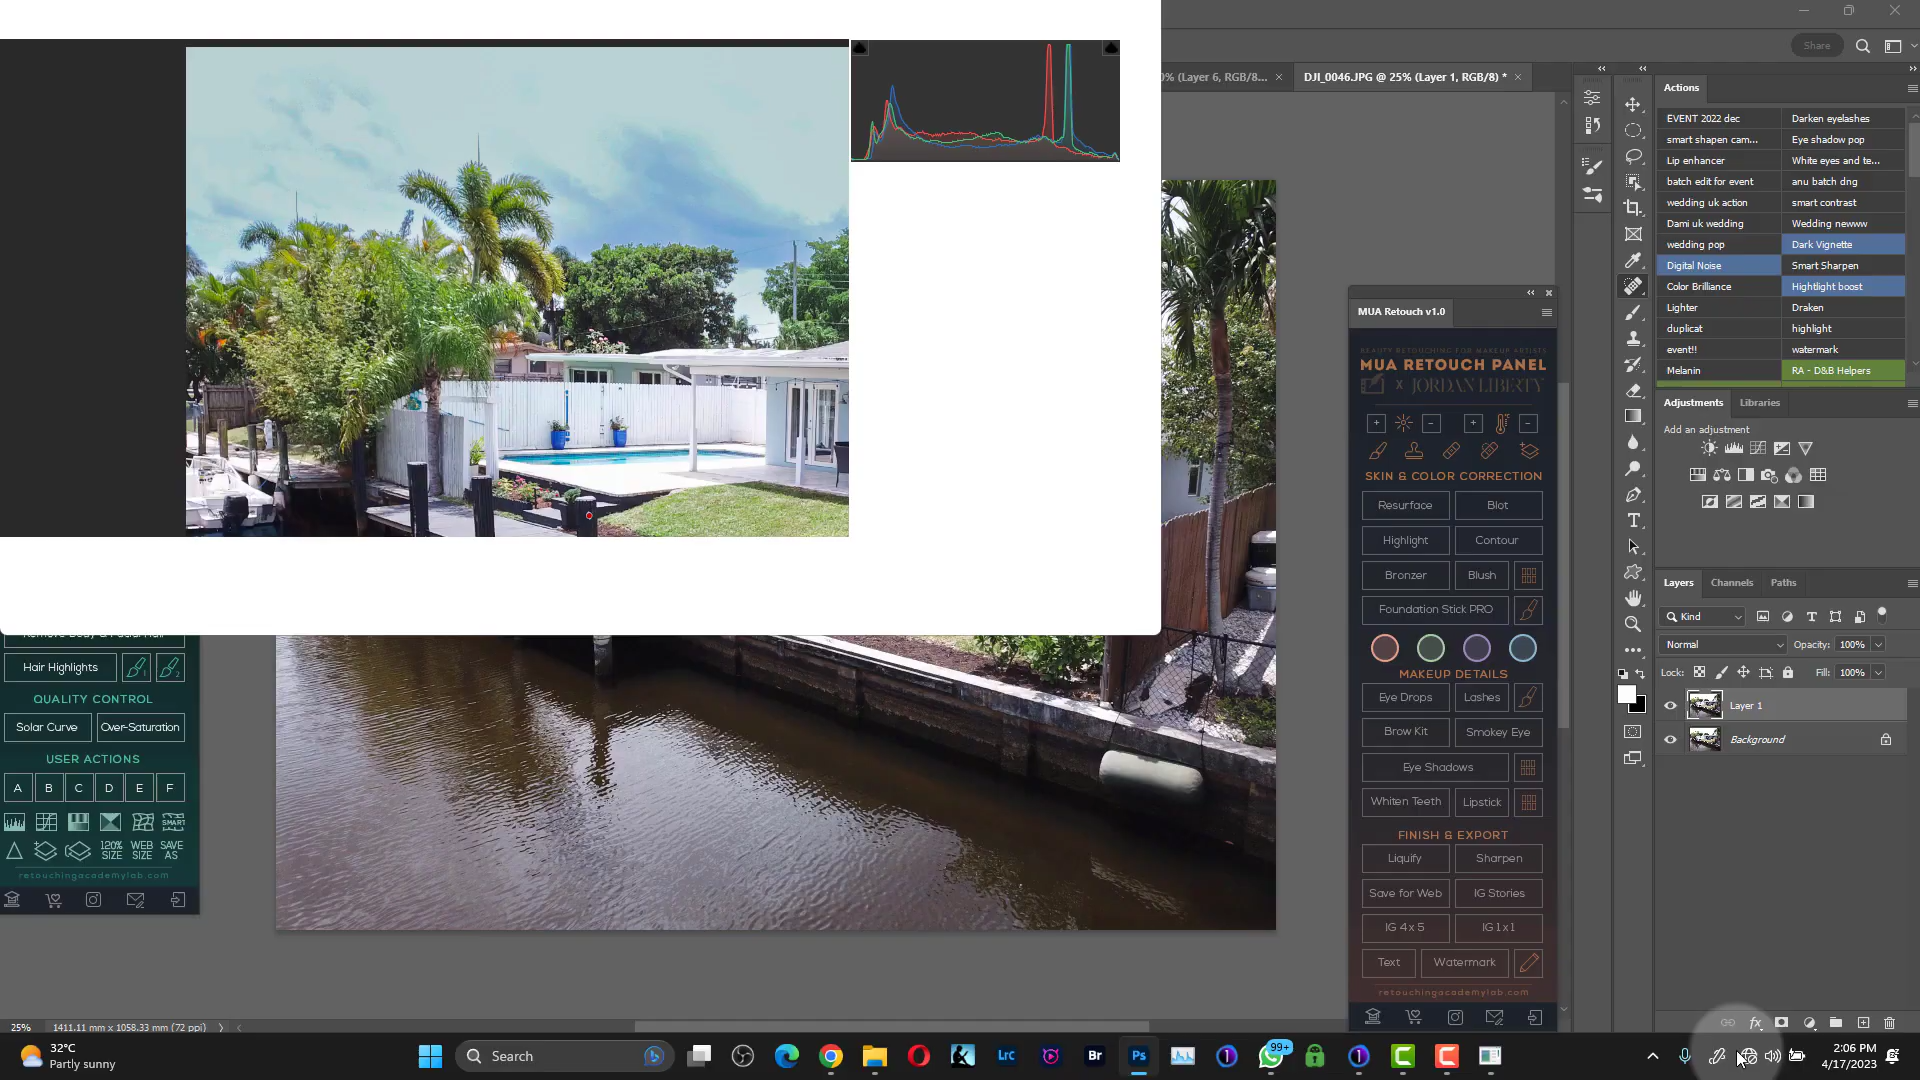 Share
0% (Layer 6, RGB/8...
DJI_0046.JPG @ 25% (Layer 1, RGB/8) *
Actions
EVENT 2022 dec
Darken eyelashes
smart shapen cam...
Eye shadow pop
Lip enhancer
White eyes and te...
batch edit for event
anu batch dng
wedding uk action
smart contrast
Dami uk wedding
Wedding newww
wedding pop
Dark Vignette
Digital Noise
Smart Sharpen
Color Brilliance
Hightlight boost
Lighter
Draken
duplicat
highlight
event!!
watermark
Melanin
RA - D&B Helpers
Adjustments
Libraries
Add an adjustment
Layers
Channels
Paths
Kind
Normal
Opacity: 100%
Lock:
Fill: 100%
Layer 1
Background
MUA Retouch v1.0
BEAUTY RETOUCHING FOR MAKEUP ARTISTS
MUA RETOUCH PANEL
x JORDAN LIBERTY
SKIN & COLOR CORRECTION
Resurface
Blot
Highlight
Contour
Bronzer
Blush
Foundation Stick PRO
MAKEUP DETAILS
Eye Drops
Lashes
Brow Kit
Smokey Eye
Eye Shadows
Whiten Teeth
Lipstick
FINISH & EXPORT
Liquify
Sharpen
Save for Web
IG Stories
IG 4x5
IG 1x1
Text
Watermark
retouchingacademylab.com
Hair Highlights
1
2
QUALITY CONTROL
Solar Curve
Over-Saturation
USER ACTIONS
A B C D E F
SMART
120% SIZE
WEB SIZE
SAVE AS
retouchingacademylab.com
25%
1411.11 mm x 1058.33 mm (72 ppi)
32°C
Partly sunny
Search
Lrc
Br
Ps
99+
2:06 PM
4/17/2023